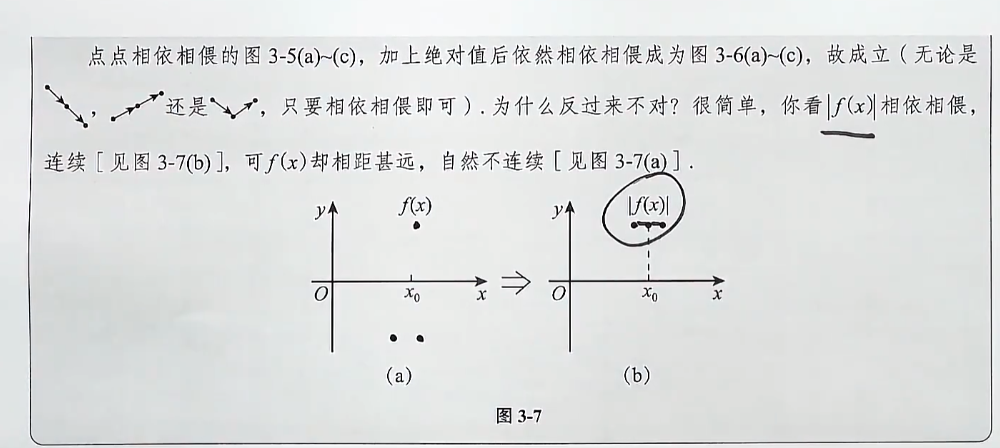 点点相依相偎的图 3-5(a)~(c)，加上绝对值后依然相依相偎成为图 3-6(a)~(c)，故成立（无论是
，还是，只要相依相偎即可）.为什么反过来不对？很简单，你看|f(x)|相依相偎，
连续［见图 3-7(b)］，可 f(x)却相距甚远，自然不连续［见图 3-7(a)］.
y f(x) y |f(x)|
O x₀ x ⇒ O x₀ x
(a) (b)
图 3-7